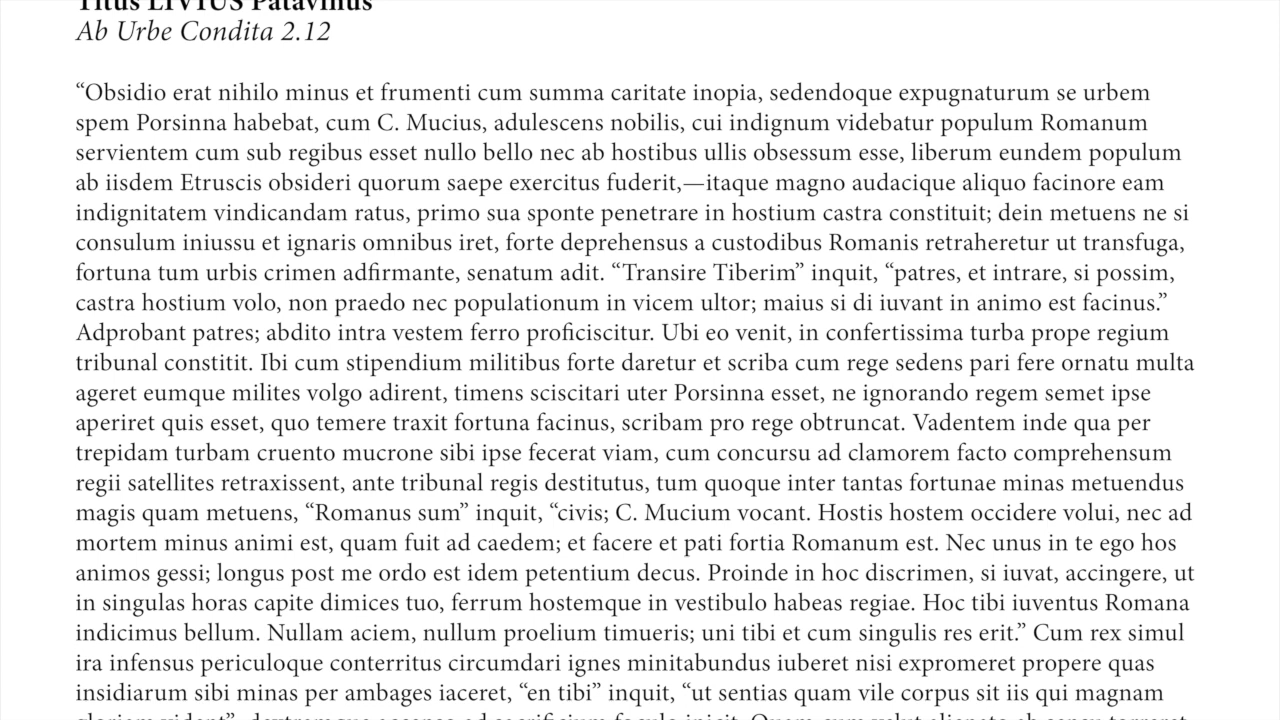 Titus LIVIUS Patavinus
Ab Urbe Condita 2.12
“Obsidio erat nihilo minus et frumenti cum summa caritate inopia, sedendoque expugnaturum se urbem
spem Porsinna habebat, cum C. Mucius, adulescens nobilis, cui indignum videbatur populum Romanum
servientem cum sub regibus esset nullo bello nec ab hostibus ullis obsessum esse, liberum eundem populum
ab iisdem Etruscis obsideri quorum saepe exercitus fuderit,—itaque magno audacique aliquo facinore eam
indignitatem vindicandam ratus, primo sua sponte penetrare in hostium castra constituit; dein metuens ne si
consulum iniussu et ignaris omnibus iret, forte deprehensus a custodibus Romanis retraheretur ut transfuga,
fortuna tum urbis crimen adfirmante, senatum adit. “Transire Tiberim” inquit, “patres, et intrare, si possim,
castra hostium volo, non praedo nec populationum in vicem ultor; maius si di iuvant in animo est facinus.”
Adprobant patres; abdito intra vestem ferro proficiscitur. Ubi eo venit, in confertissima turba prope regium
tribunal constitit. Ibi cum stipendium militibus forte daretur et scriba cum rege sedens pari fere ornatu multa
ageret eumque milites volgo adirent, timens sciscitari uter Porsinna esset, ne ignorando regem semet ipse
aperiret quis esset, quo temere traxit fortuna facinus, scribam pro rege obtruncat. Vadentem inde qua per
trepidam turbam cruento mucrone sibi ipse fecerat viam, cum concursu ad clamorem facto comprehensum
regii satellites retraxissent, ante tribunal regis destitutus, tum quoque inter tantas fortunae minas metuendus
magis quam metuens, “Romanus sum” inquit, “civis; C. Mucium vocant. Hostis hostem occidere volui, nec ad
mortem minus animi est, quam fuit ad caedem; et facere et pati fortia Romanum est. Nec unus in te ego hos
animos gessi; longus post me ordo est idem petentium decus. Proinde in hoc discrimen, si iuvat, accingere, ut
in singulas horas capite dimices tuo, ferrum hostemque in vestibulo habeas regiae. Hoc tibi iuventus Romana
indicimus bellum. Nullam aciem, nullum proelium timueris; uni tibi et cum singulis res erit.” Cum rex simul
ira infensus periculoque conterritus circumdari ignes minitabundus iuberet nisi expromeret propere quas
insidiarum sibi minas per ambages iaceret, “en tibi” inquit, “ut sentias quam vile corpus sit iis qui magnam